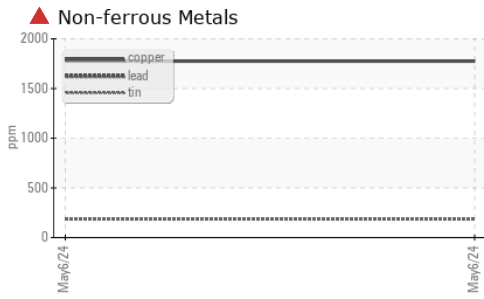 Non-ferrous Metals
2000
copper
lead
tin
1500
ppm
1000
500
0
May6/24
May6/24